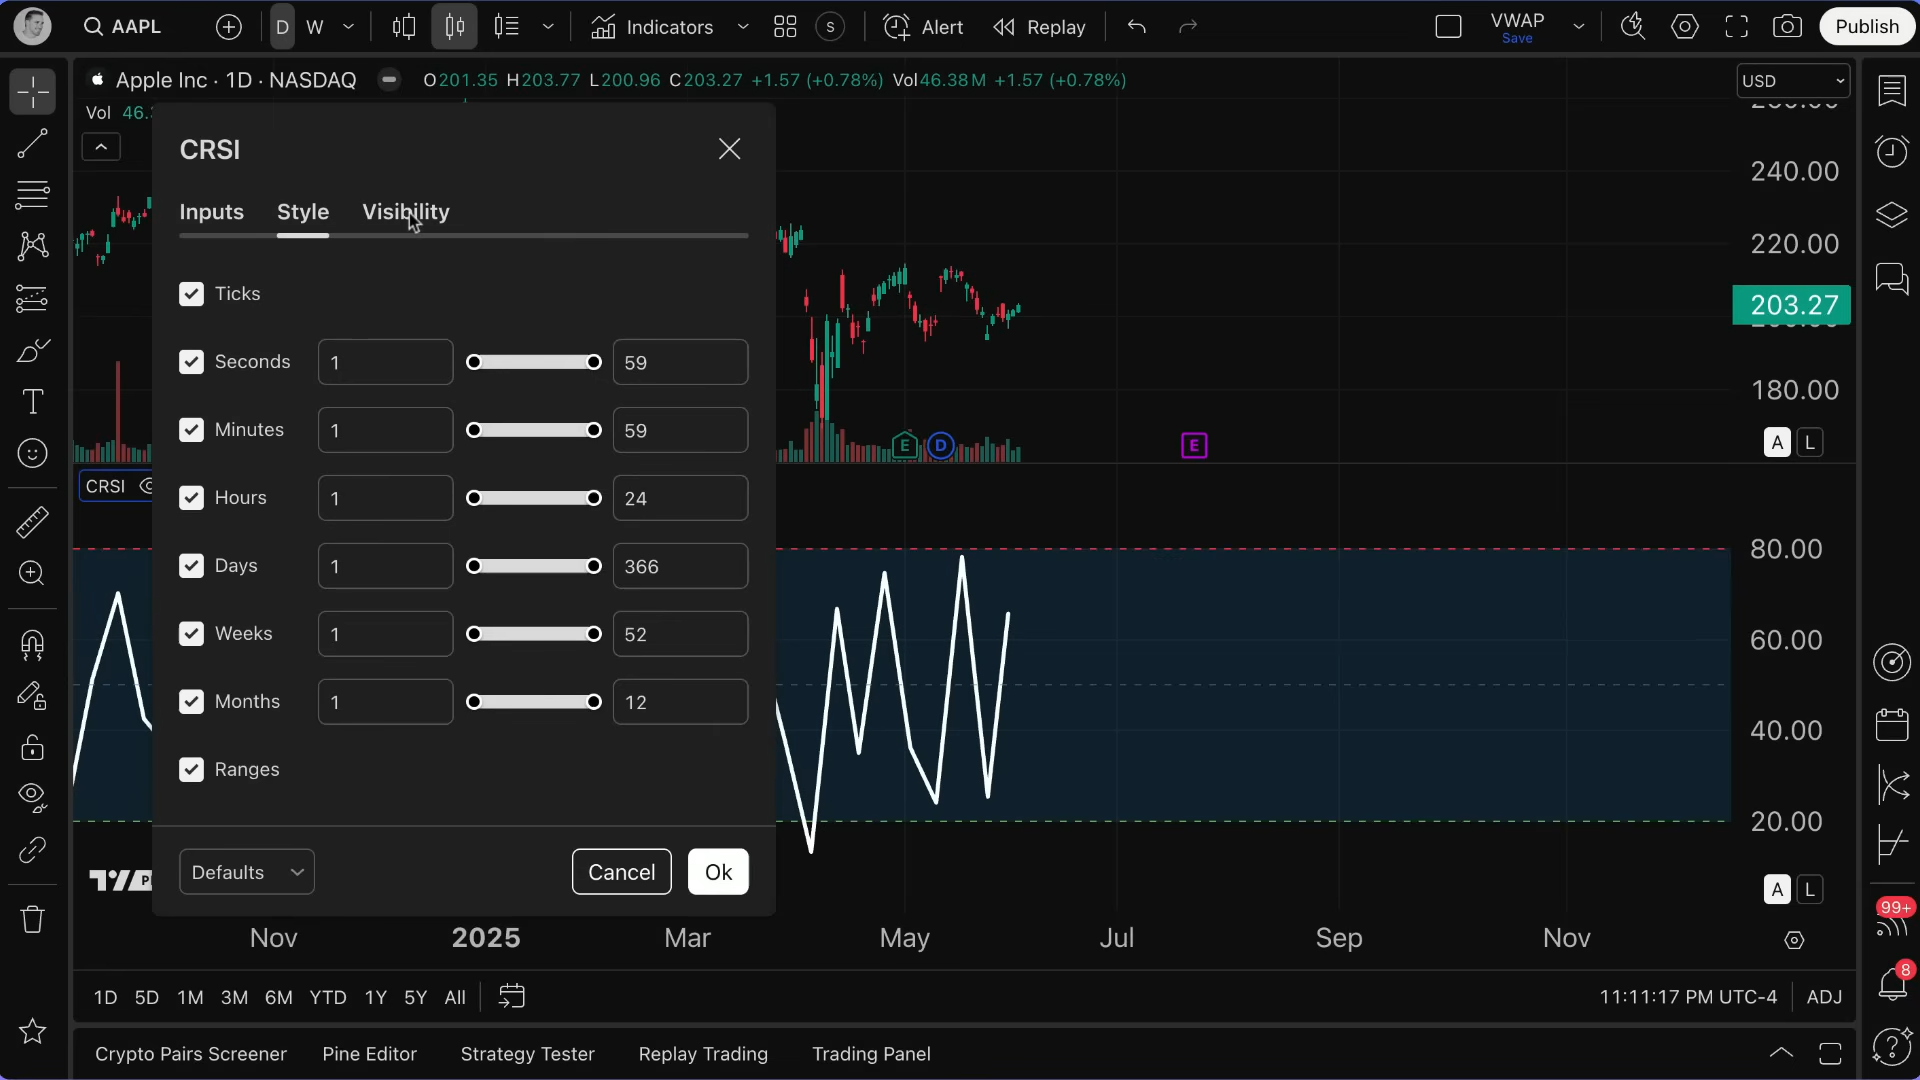 AAPL
D W
Indicators
S
Alert
Replay
VWAP
Save
Publish
Apple Inc · 1D · NASDAQ
O201.35 H203.77 L200.96 C203.27 +1.57 (+0.78%) Vol46.38M +1.57 (+0.78%)
USD
Vol
CRSI
Inputs Style Visibility
Ticks
Seconds 1 59
Minutes 1 59
Hours 1 24
Days 1 366
Weeks 1 52
Months 1 12
Ranges
Defaults
Cancel
Ok
240.00
220.00
203.27
180.00
A L
E D E
CRSI
80.00
60.00
40.00
20.00
A L
Nov 2025 Mar May Jul Sep Nov
1D 5D 1M 3M 6M YTD 1Y 5Y All
11:11:17 PM UTC-4 ADJ
99+
8
Crypto Pairs Screener Pine Editor Strategy Tester Replay Trading Trading Panel